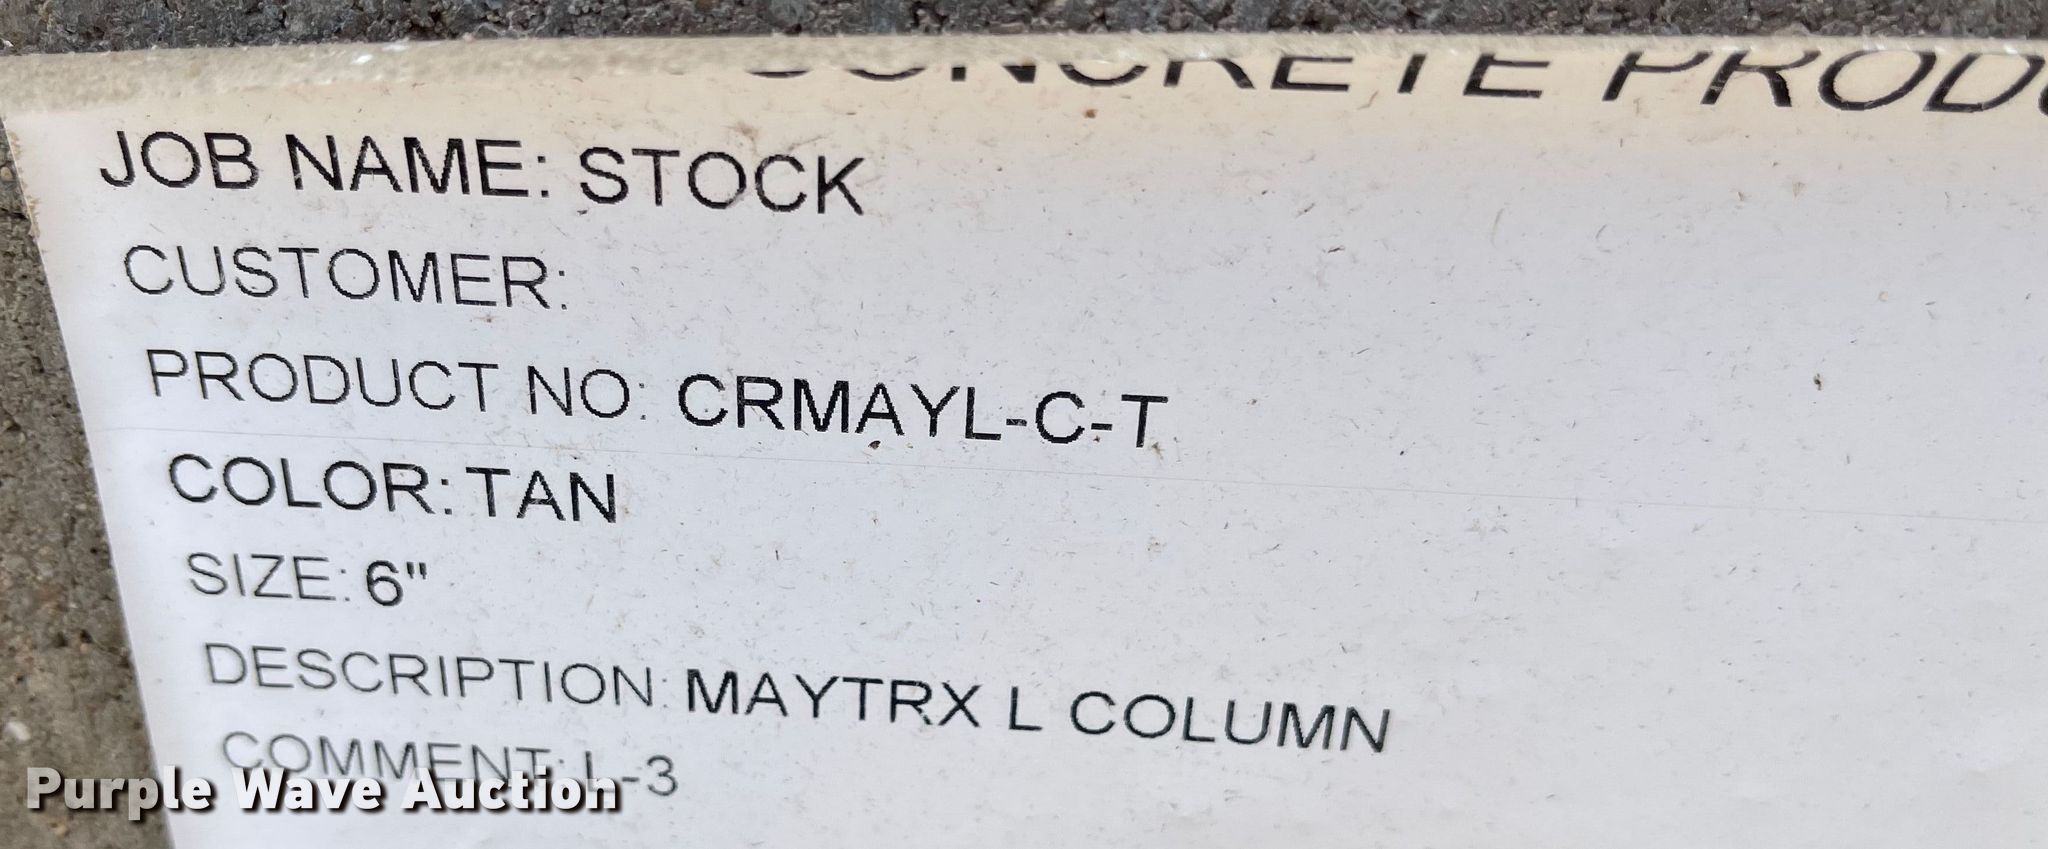 CONCRETE
JOB NAME: STOCK
CUSTOMER:
PRODUCT NO: CRMAYL-C-T
COLOR: TAN
SIZE: 6"
DESCRIPTION: MAYTRX L COLUMN
COMMENT: L-3
Purple Wave Auction